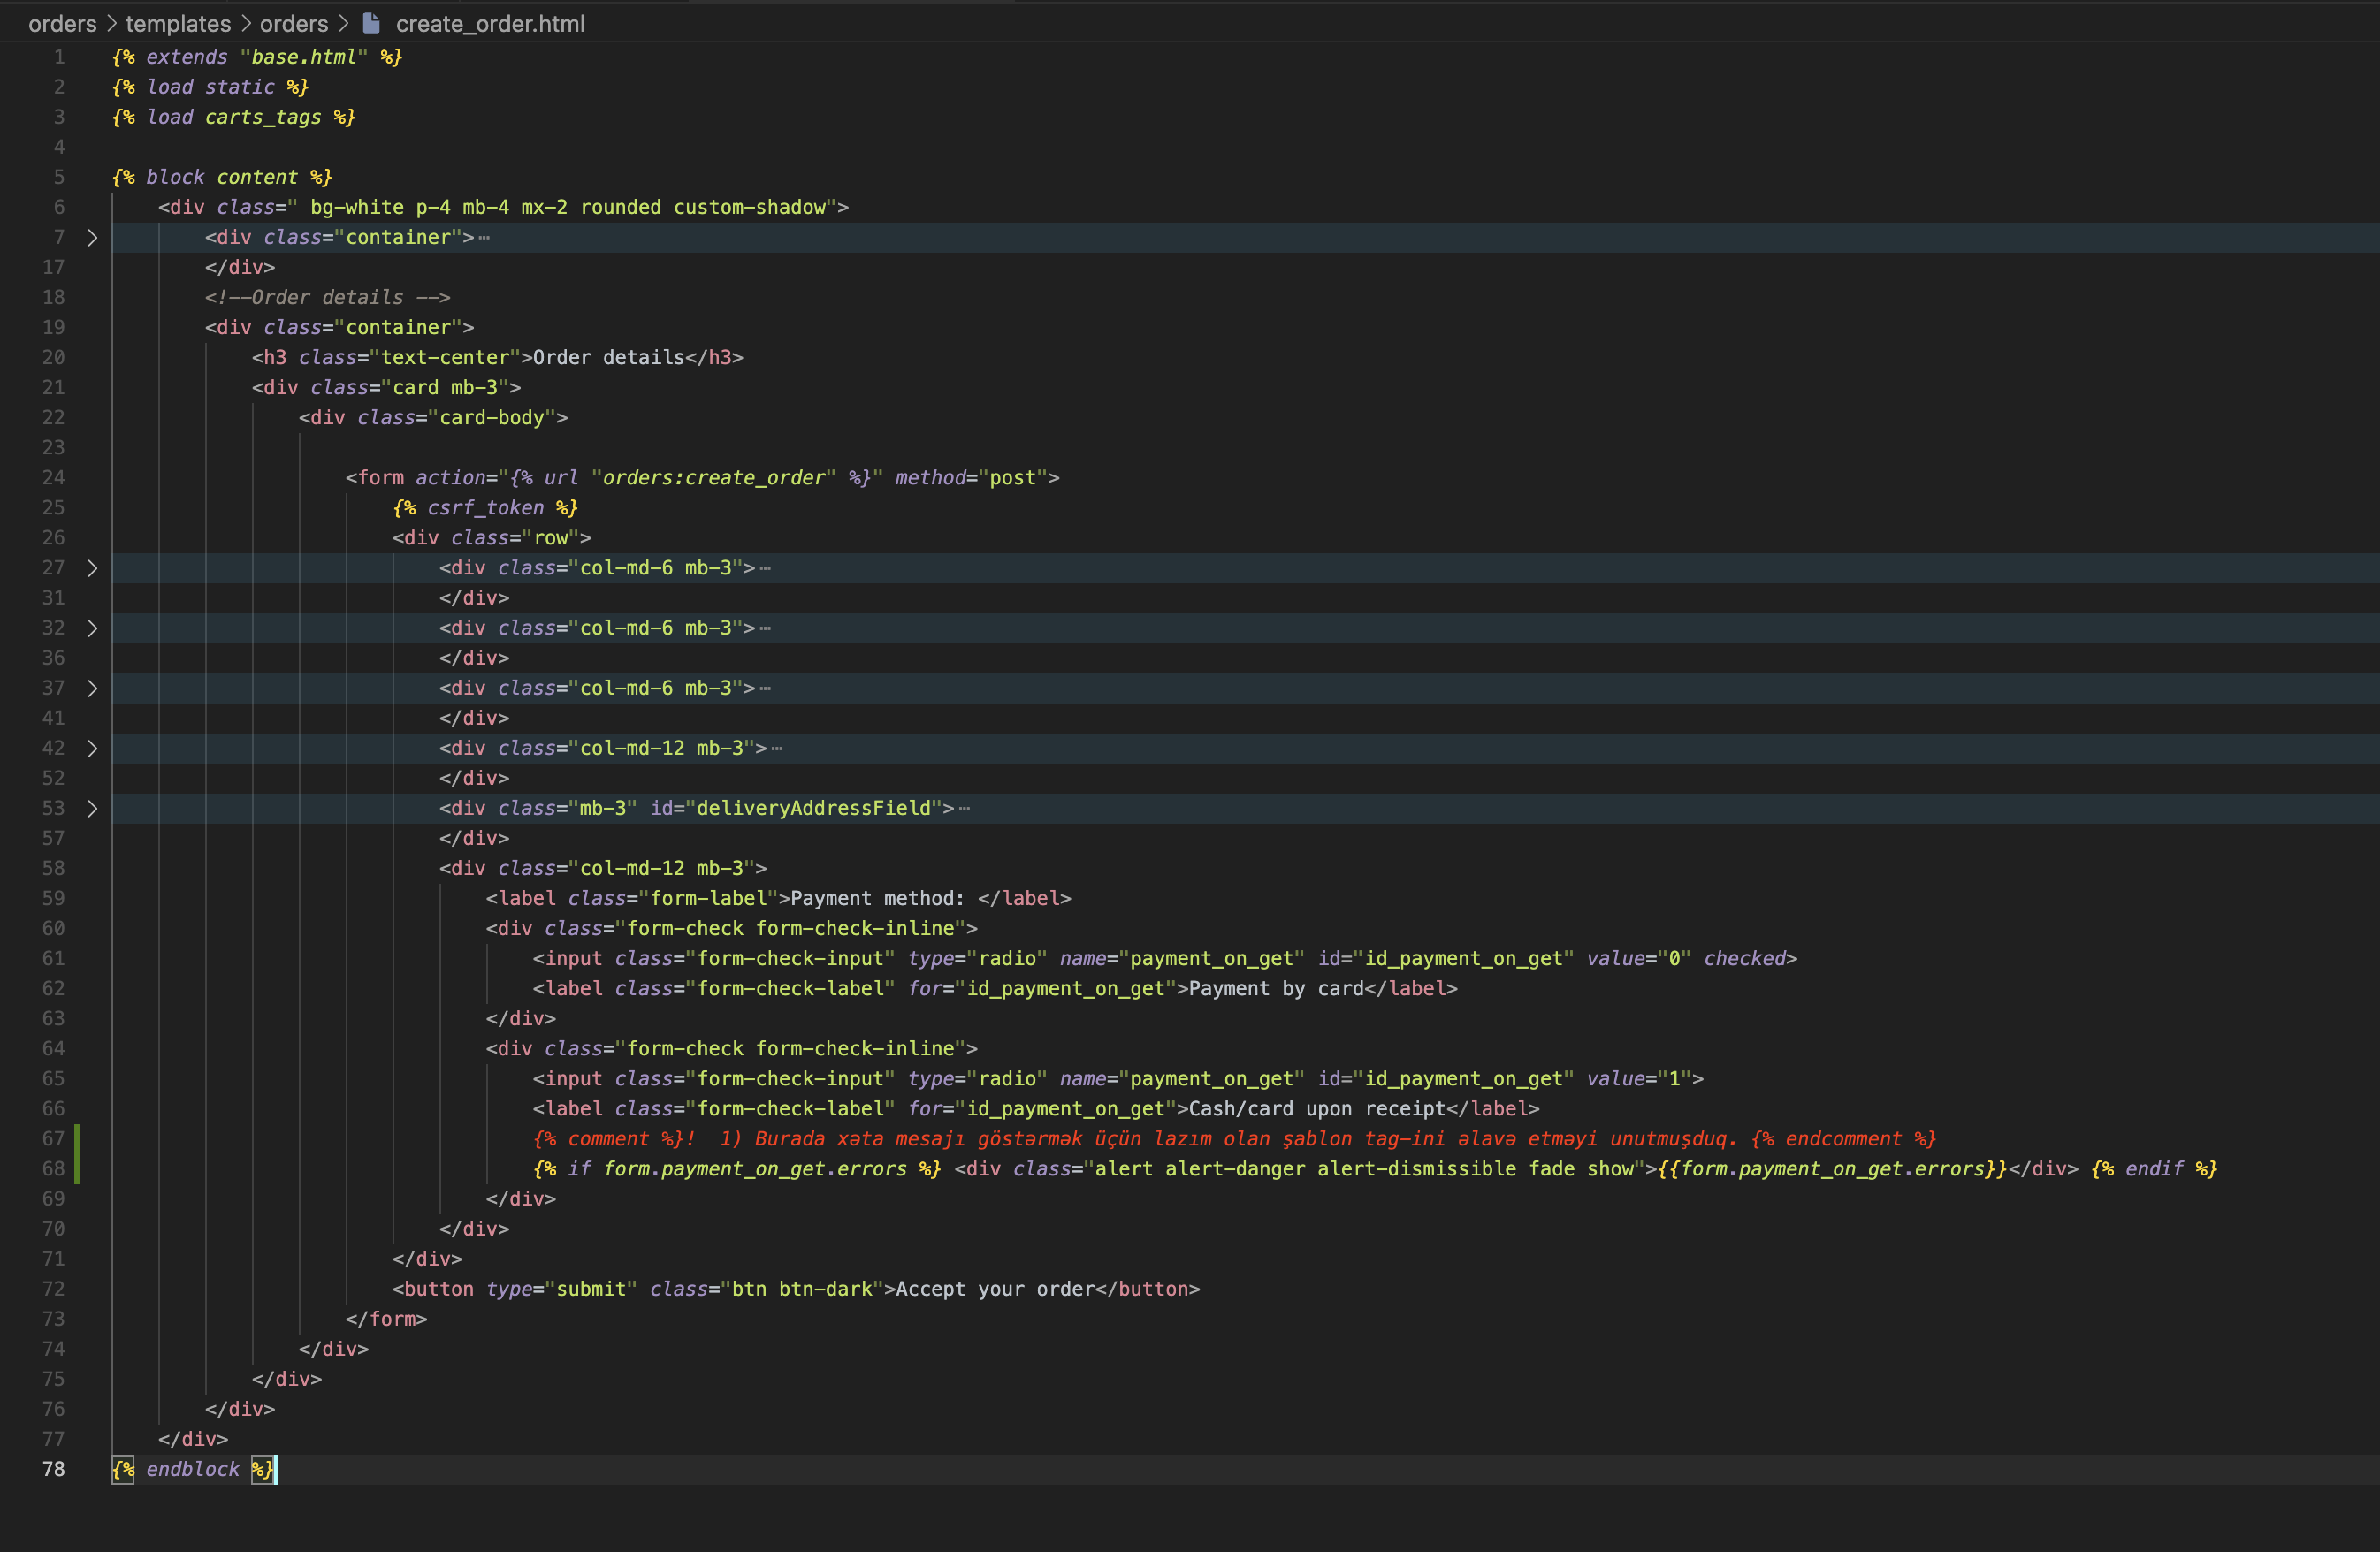 orders > templates > orders > create_order.html
1 {% extends "base.html" %}
2 {% load static %}
3 {% load carts_tags %}
4
5 {% block content %}
6 <div class=" bg-white p-4 mb-4 mx-2 rounded custom-shadow">
7 <div class="container">…
17 </div>
18 <!--Order details -->
19 <div class="container">
20 <h3 class="text-center">Order details</h3>
21 <div class="card mb-3">
22 <div class="card-body">
23
24 <form action="{% url "orders:create_order" %}" method="post">
25 {% csrf_token %}
26 <div class="row">
27 <div class="col-md-6 mb-3">…
31 </div>
32 <div class="col-md-6 mb-3">…
36 </div>
37 <div class="col-md-6 mb-3">…
41 </div>
42 <div class="col-md-12 mb-3">…
52 </div>
53 <div class="mb-3" id="deliveryAddressField">…
57 </div>
58 <div class="col-md-12 mb-3">
59 <label class="form-label">Payment method: </label>
60 <div class="form-check form-check-inline">
61 <input class="form-check-input" type="radio" name="payment_on_get" id="id_payment_on_get" value="0" checked>
62 <label class="form-check-label" for="id_payment_on_get">Payment by card</label>
63 </div>
64 <div class="form-check form-check-inline">
65 <input class="form-check-input" type="radio" name="payment_on_get" id="id_payment_on_get" value="1">
66 <label class="form-check-label" for="id_payment_on_get">Cash/card upon receipt</label>
67 {% comment %}!  1) Burada xəta mesajı göstərmək üçün lazım olan şablon tag-ini əlavə etməyi unutmuşduq. {% endcomment %}
68 {% if form.payment_on_get.errors %} <div class="alert alert-danger alert-dismissible fade show">{{form.payment_on_get.errors}}</div> {% endif %}
69 </div>
70 </div>
71 </div>
72 <button type="submit" class="btn btn-dark">Accept your order</button>
73 </form>
74 </div>
75 </div>
76 </div>
77 </div>
78 {% endblock %}